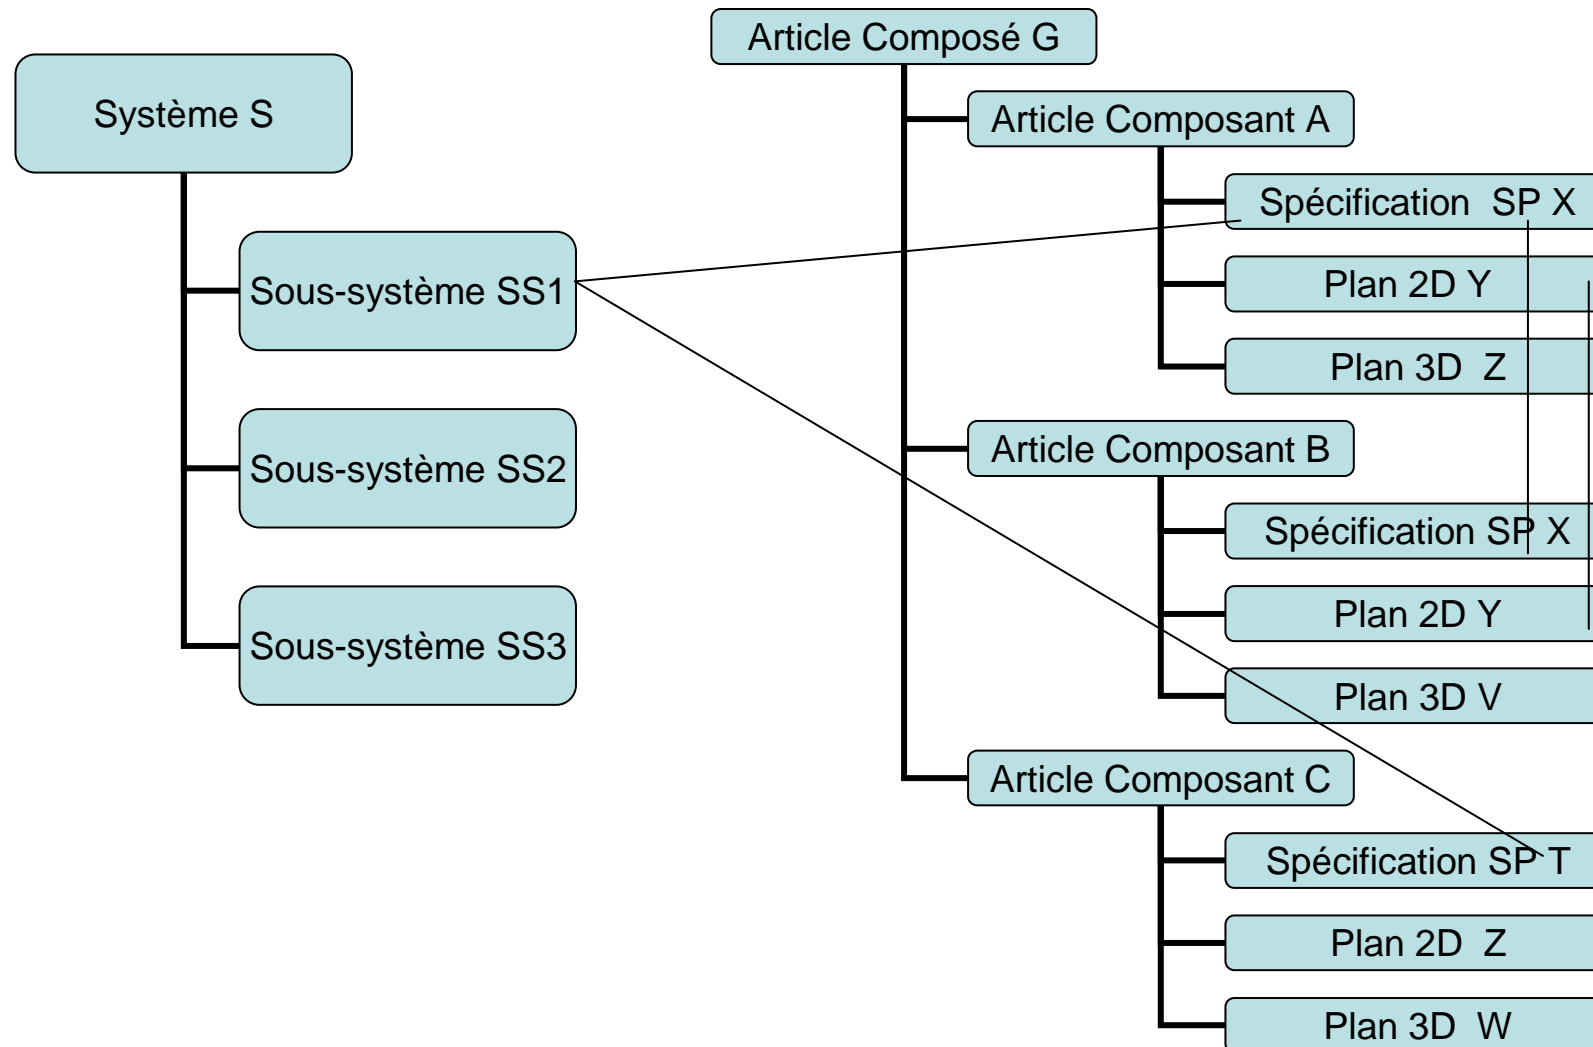 Système S
Sous-système SS1
Sous-système SS2
Sous-système SS3
Article Composé G
Article Composant A
Spécification  SP X
Plan 2D Y
Plan 3D  Z
Article Composant B
Spécification SP X
Plan 2D Y
Plan 3D V
Article Composant C
Spécification SP T
Plan 2D  Z
Plan 3D  W